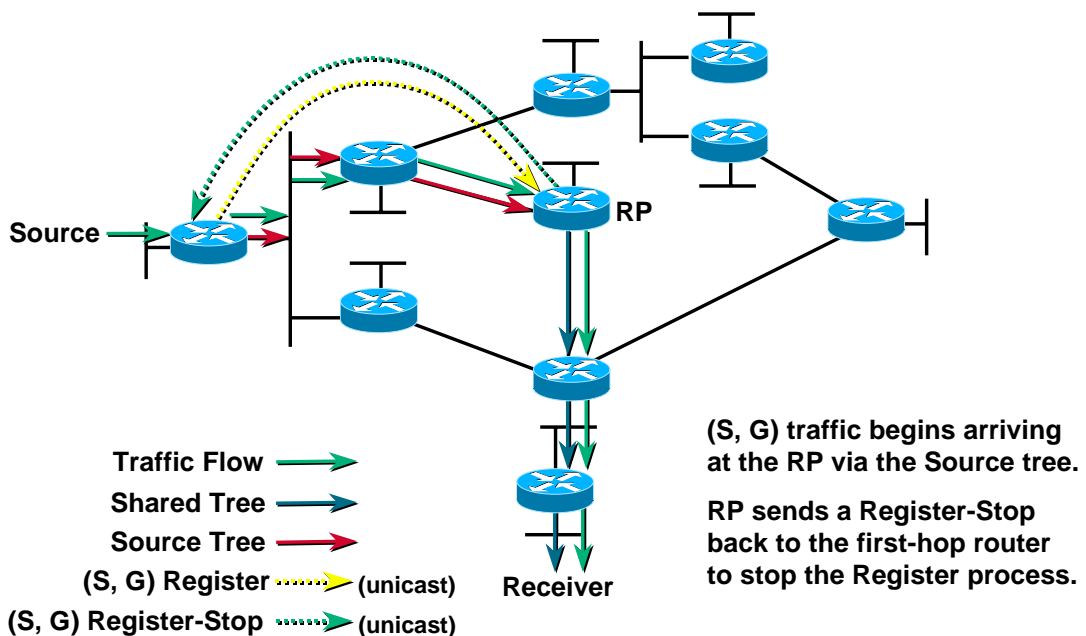 RP
Source
Traffic Flow
Shared Tree
Source Tree
(S, G) Register (unicast)
(S, G) Register-Stop (unicast)
Receiver
(S, G) traffic begins arriving
at the RP via the Source tree.
RP sends a Register-Stop
back to the first-hop router
to stop the Register process.